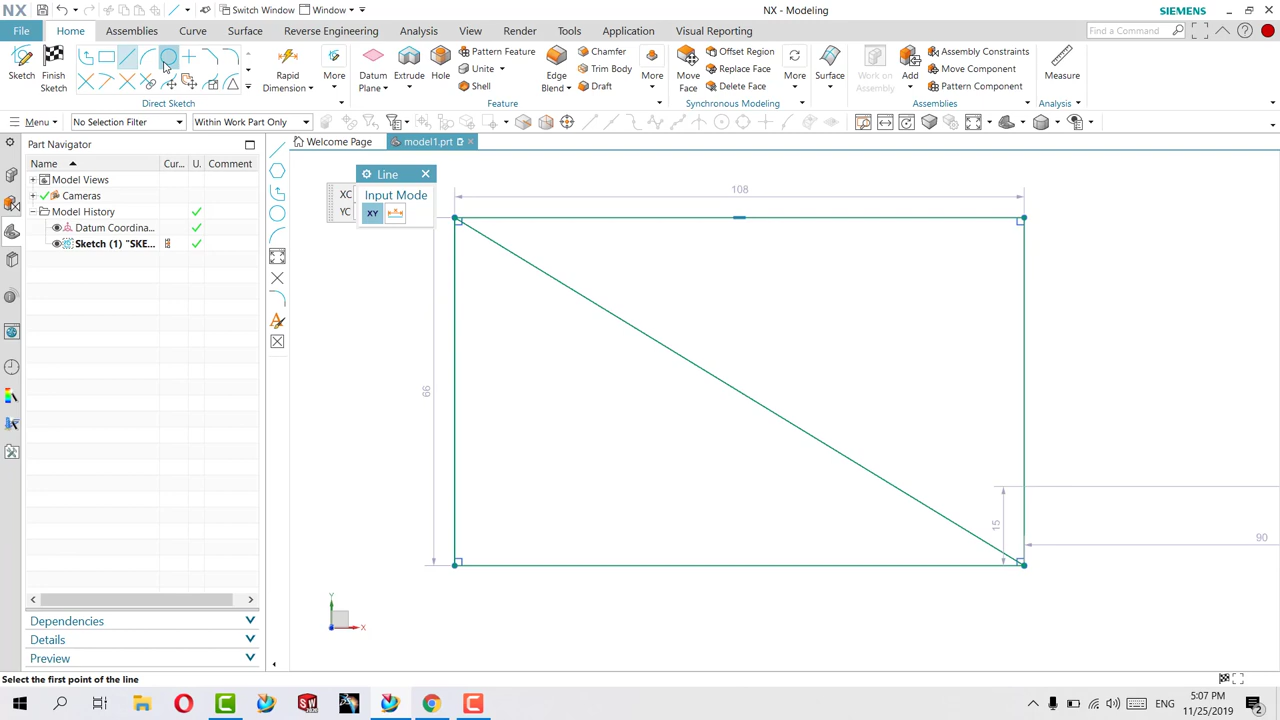 NX
Switch Window
Window
NX - Modeling
SIEMENS
File
Home
Assemblies
Curve
Surface
Reverse Engineering
Analysis
View
Render
Tools
Application
Visual Reporting
Find a Command
Sketch
Finish Sketch
Rapid Dimension
More
Datum Plane
Extrude
Hole
Pattern Feature
Unite
Shell
Edge Blend
Chamfer
Trim Body
Draft
More
Move Face
Offset Region
Replace Face
Delete Face
More
Surface
Work on Assembly
Add
Assembly Constraints
Move Component
Pattern Component
Measure
Direct Sketch
Feature
Synchronous Modeling
Assemblies
Analysis
Menu
No Selection Filter
Within Work Part Only
Part Navigator
Welcome Page
model1.prt
Name
Cur...
U.
Comment
Model Views
Cameras
Model History
Datum Coordina...
Sketch (1) "SKE...
Line
XC
YC
Input Mode
XY
108
66
15
90
Y
X
Dependencies
Details
Preview
Select the first point of the line
ENG
5:07 PM
11/25/2019
2